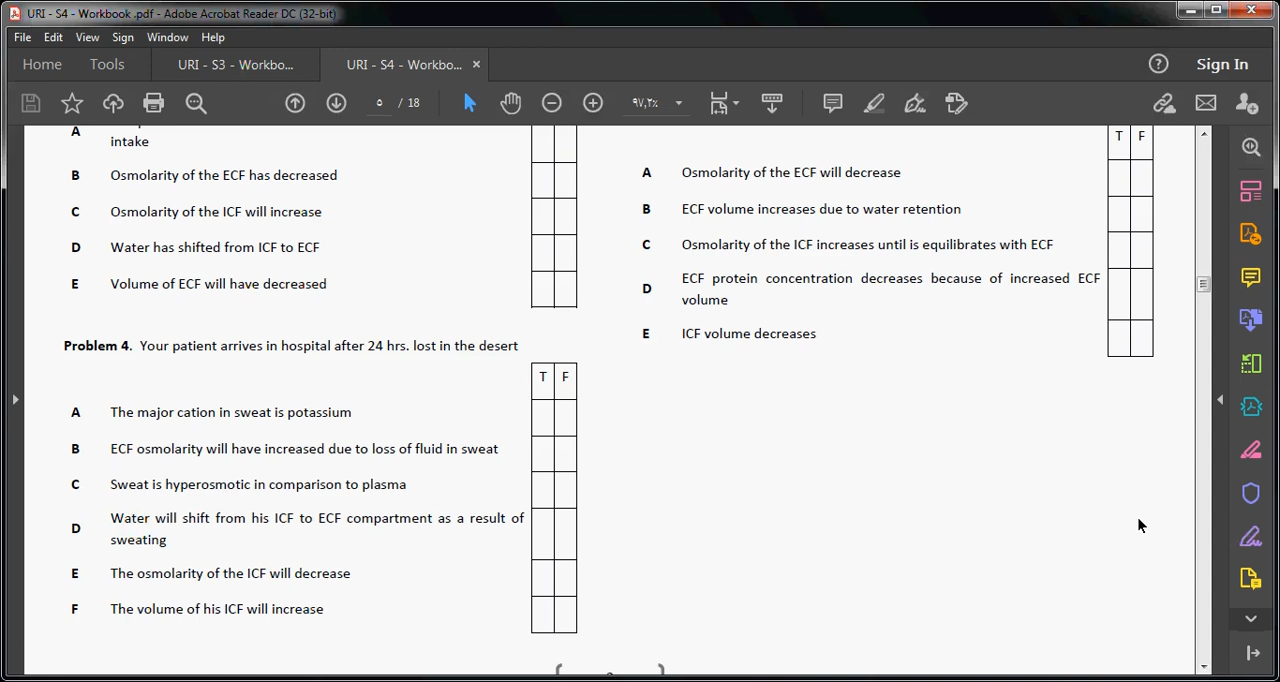 URI - S4 - Workbook .pdf - Adobe Acrobat Reader DC (32-bit)
File Edit View Sign Window Help
Home Tools URI - S3 - Workbo... URI - S4 - Workbo... ×
٥ / 18 ٩٧,٢٪ Sign In
A
intake
B Osmolarity of the ECF has decreased
C Osmolarity of the ICF will increase
D Water has shifted from ICF to ECF
E Volume of ECF will have decreased
Problem 4. Your patient arrives in hospital after 24 hrs. lost in the desert
T F
A The major cation in sweat is potassium
B ECF osmolarity will have increased due to loss of fluid in sweat
C Sweat is hyperosmotic in comparison to plasma
D Water will shift from his ICF to ECF compartment as a result of
sweating
E The osmolarity of the ICF will decrease
F The volume of his ICF will increase
T F
A Osmolarity of the ECF will decrease
B ECF volume increases due to water retention
C Osmolarity of the ICF increases until is equilibrates with ECF
D ECF protein concentration decreases because of increased ECF
volume
E ICF volume decreases